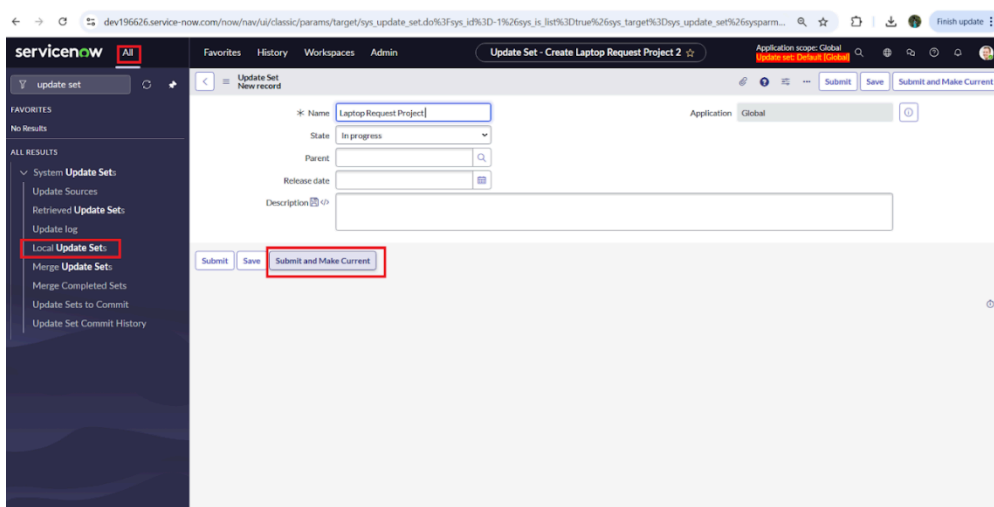 dev196626.service-now.com/now/nav/ui/classic/params/target/sys_update_set.do%3Fsys_id%3D-1%26sys_is_list%3Dtrue%26sys_target%3Dsys_update_set%26sysparm...
Finish update
servicenow All Favorites History Workspaces Admin Update Set - Create Laptop Request Project 2 Application scope: Global
Update set: Default [Global]
update set
Update Set
New record
Submit Save Submit and Make Current
FAVORITES
No Results
ALL RESULTS
System Update Sets
Update Sources
Retrieved Update Sets
Update log
Local Update Sets
Merge Update Sets
Merge Completed Sets
Update Sets to Commit
Update Set Commit History
Name Laptop Request Project
Application Global
State In progress
Parent
Release date
Description
Submit Save Submit and Make Current